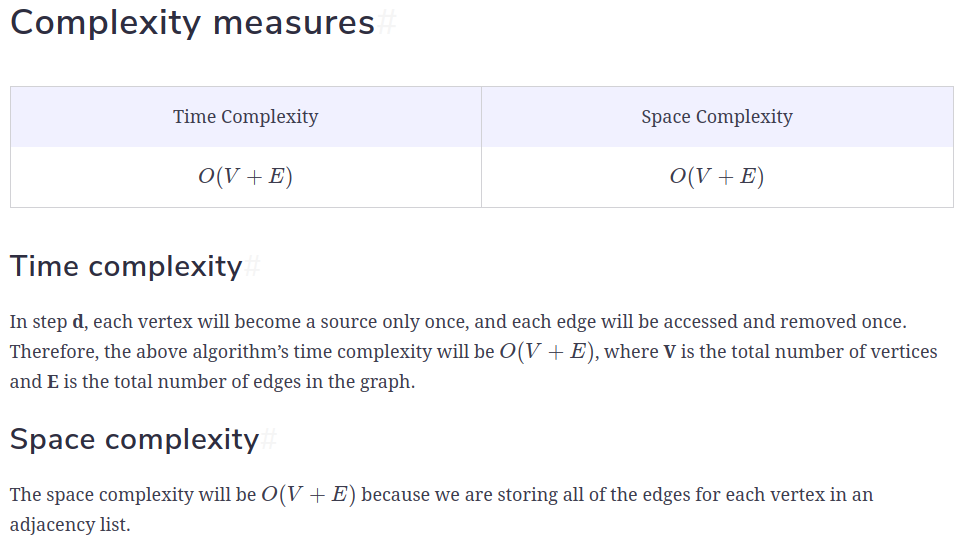 Complexity measures#
Time Complexity Space Complexity
O(V + E) O(V + E)
Time complexity#
In step d, each vertex will become a source only once, and each edge will be accessed and removed once.
Therefore, the above algorithm’s time complexity will be O(V + E), where V is the total number of vertices
and E is the total number of edges in the graph.
Space complexity#
The space complexity will be O(V + E) because we are storing all of the edges for each vertex in an
adjacency list.